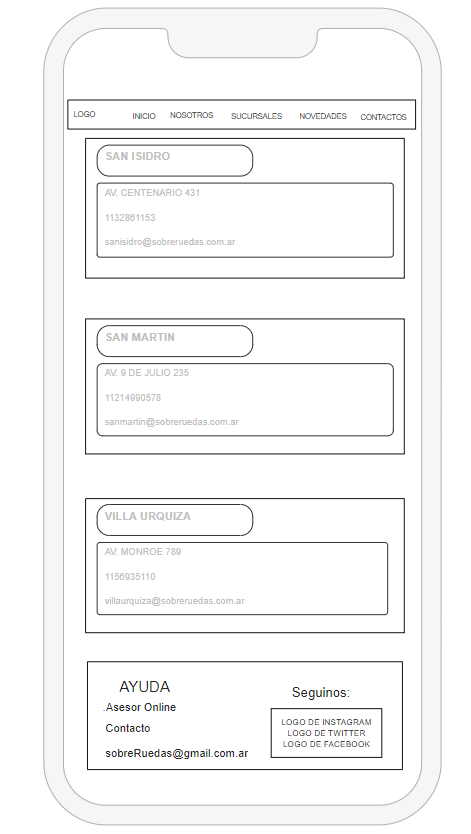 LOGO INICIO NOSOTROS SUCURSALES NOVEDADES CONTACTOS
SAN ISIDRO
AV. CENTENARIO 431
1132861153
sanisidro@sobreruedas.com.ar
SAN MARTIN
AV. 9 DE JULIO 235
11214990578
sanmartin@sobreruedas.com.ar
VILLA URQUIZA
AV. MONROE 789
1156935110
villaurquiza@sobreruedas.com.ar
AYUDA
.Asesor Online
Contacto
sobreRuedas@gmail.com.ar
Seguinos:
LOGO DE INSTAGRAM
LOGO DE TWITTER
LOGO DE FACEBOOK